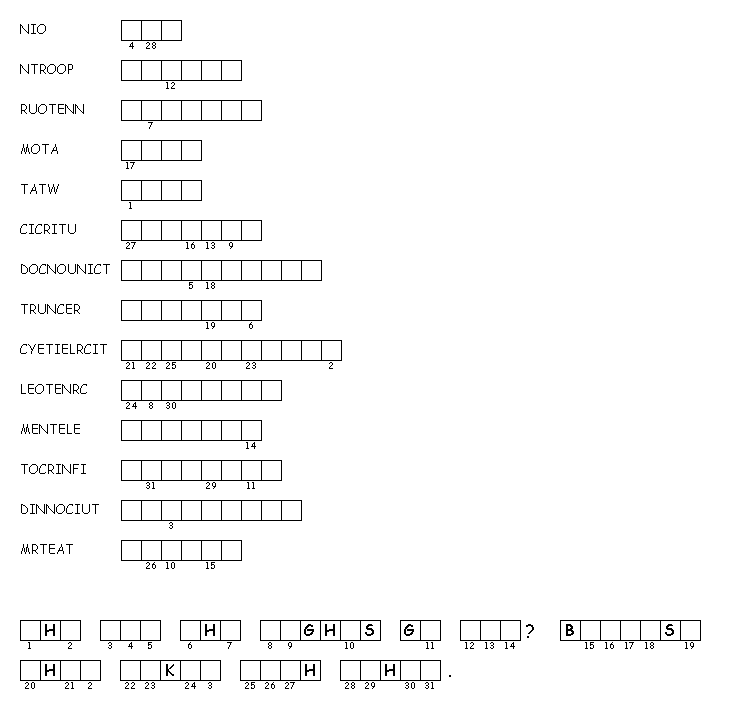 NIO
4 28
NTROOP
12
RUOTENN
7
MOTA
17
TATW
1
CICRITU
27 16 13 9
DOCNOUNICT
5 18
TRUNCER
19 6
CYETIELRCIT
21 22 25 20 23 2
LEOTENRC
24 8 30
MENTELE
14
TOCRINFI
31 29 11
DINNOCIUT
3
MRTEAT
26 10 15
H H G H S G ? B S
1 2 3 4 5 6 7 8 9 10 11 12 13 14 15 16 17 18 19
H K H H .
20 21 2 22 23 24 3 25 26 27 28 29 30 31